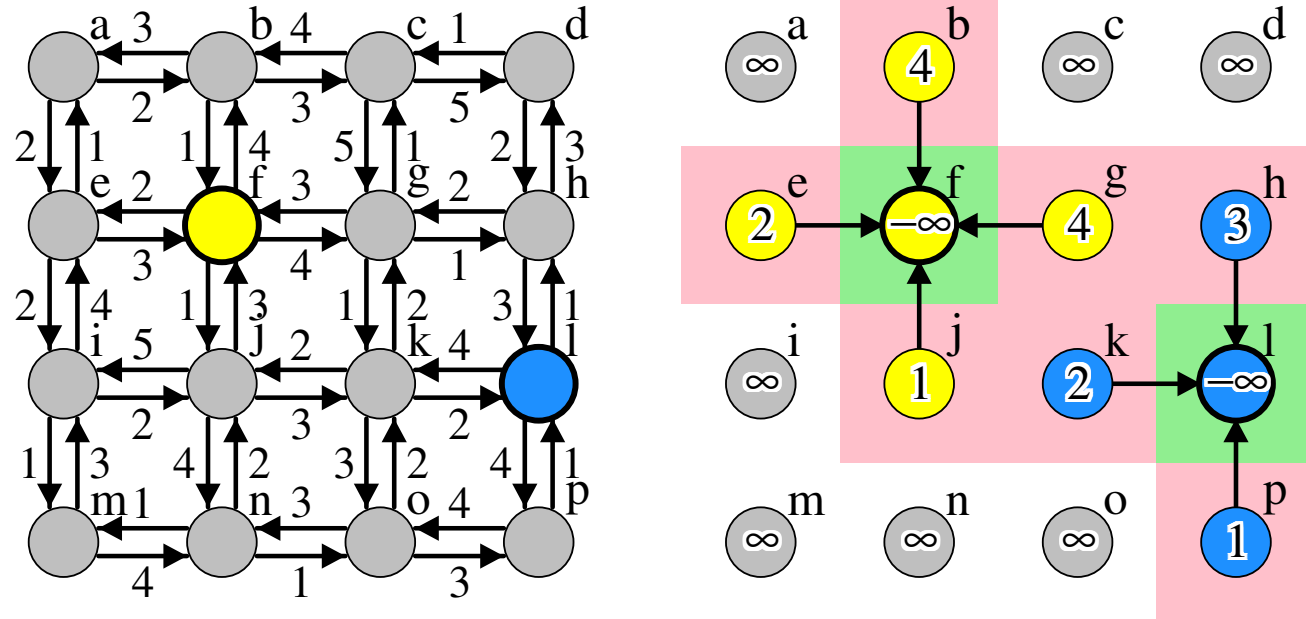 a 3 b 4 c 1 d
2 3 5
2 1 1 4 5 1 2 3
e 2 f 3 g 2 h
3 4 1
2 4 1 3 1 2 3 1
i 5 j 2 k 4 l
2 3 2
1 3 4 2 3 2 4 1
m 1 n 3 o 4 p
4 1 3
a b c d
∞ 4 ∞ ∞
e f g h
2 −∞ 4 3
i j k l
∞ 1 2 −∞
m n o p
∞ ∞ ∞ 1